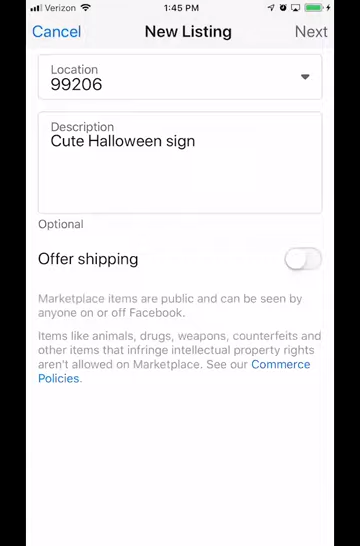 Verizon 1:45 PM
Cancel New Listing Next
Location
99206
Description
Cute Halloween sign
Optional
Offer shipping
Marketplace items are public and can be seen by
anyone on or off Facebook.
Items like animals, drugs, weapons, counterfeits and
other items that infringe intellectual property rights
aren't allowed on Marketplace. See our Commerce
Policies.